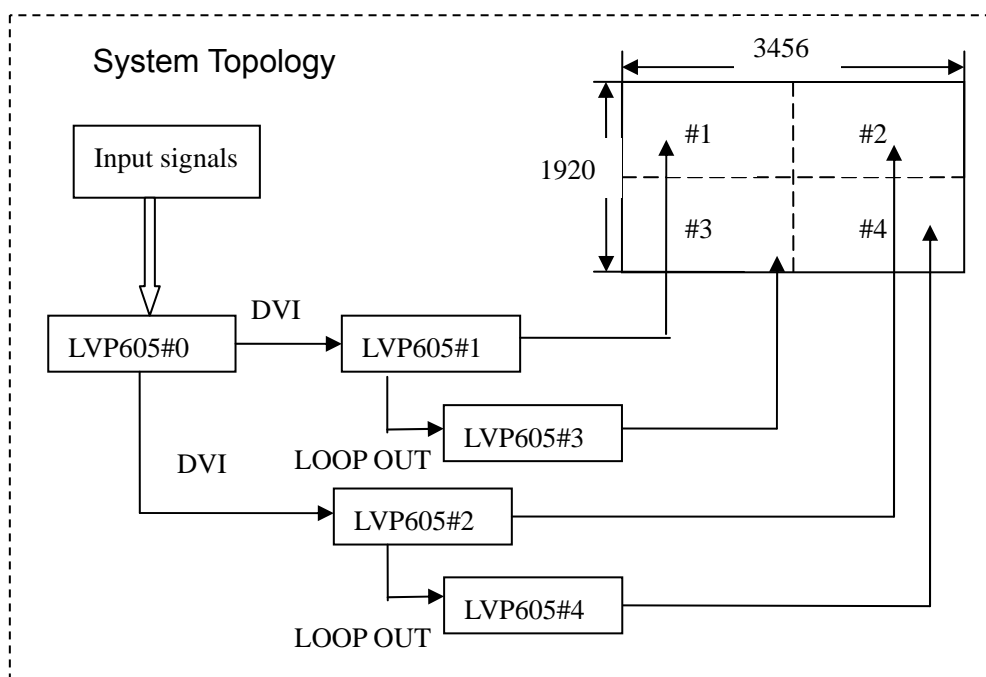 System Topology
3456
Input signals
#1
#2
1920
#3
#4
DVI
LVP605#0
LVP605#1
LVP605#3
LOOP OUT
DVI
LVP605#2
LVP605#4
LOOP OUT